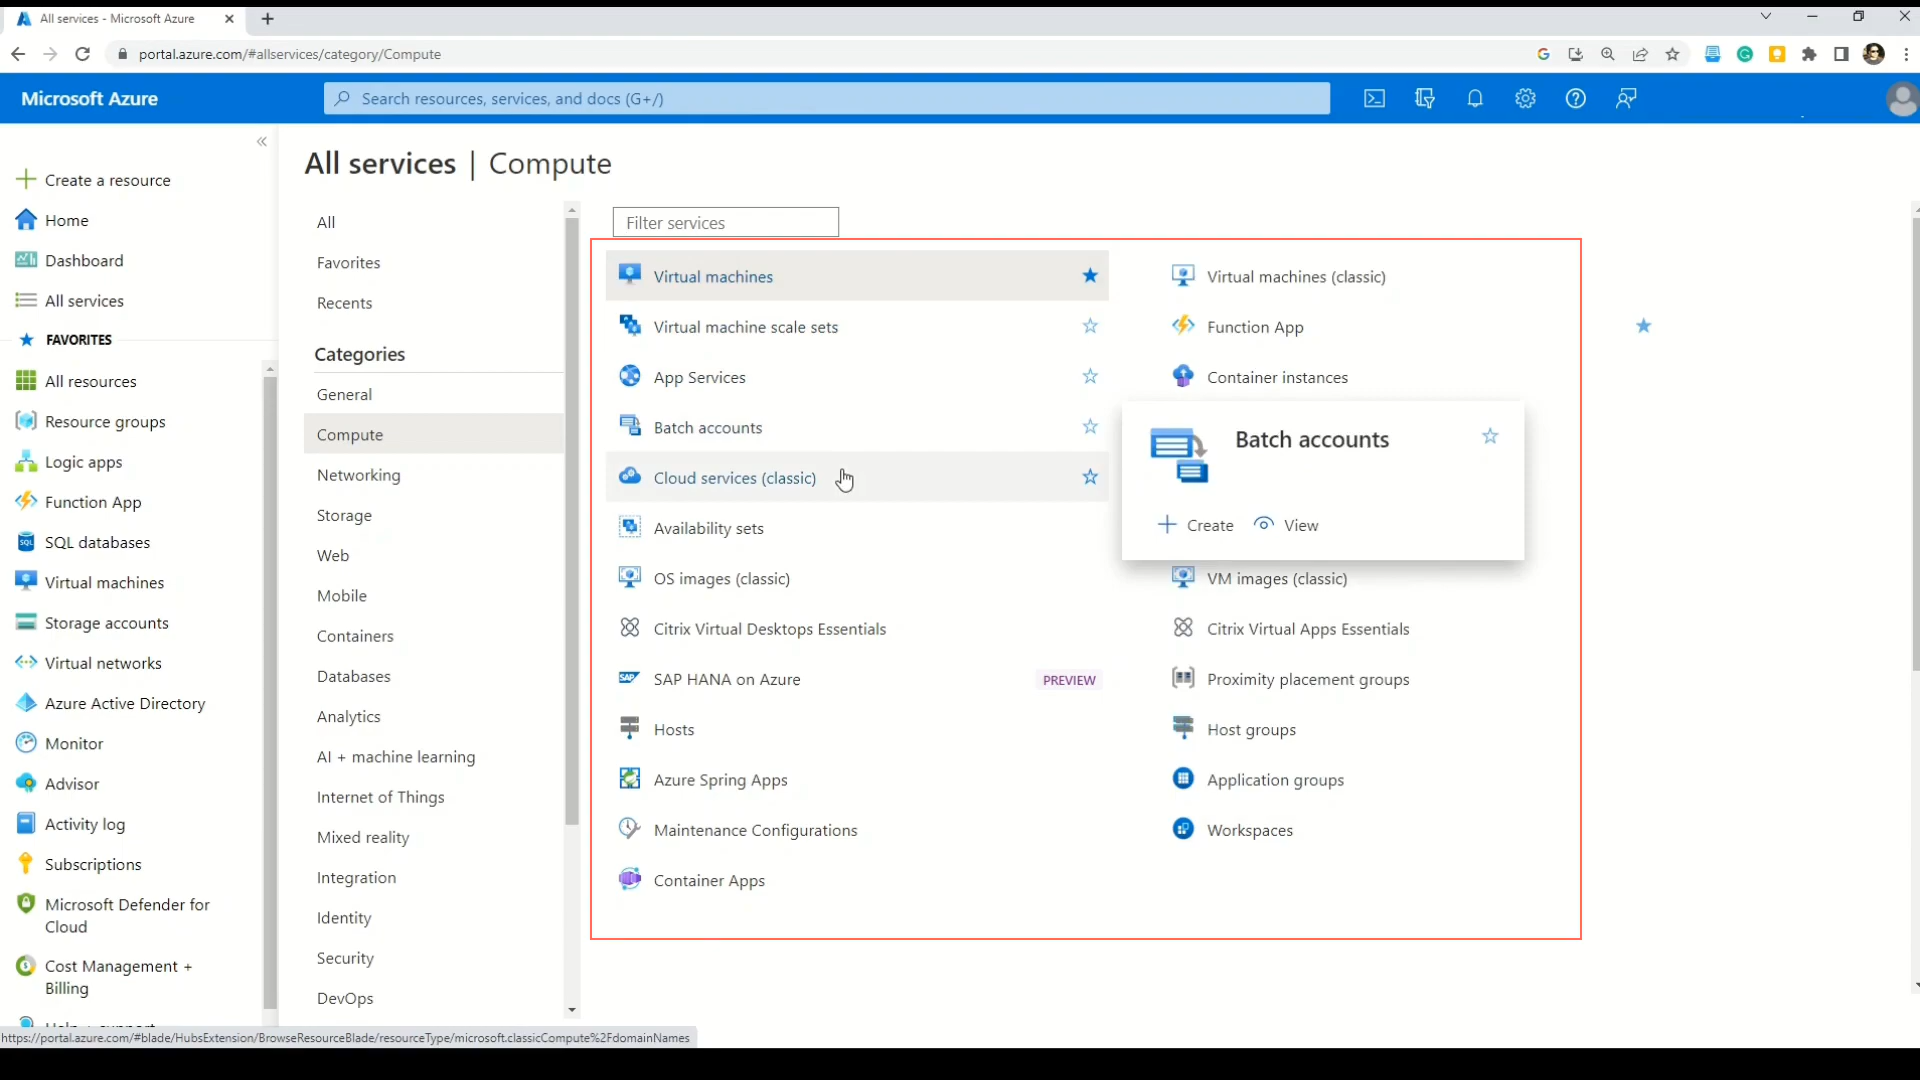 All services - Microsoft Azure
portal.azure.com/#allservices/category/Compute
Microsoft Azure
Search resources, services, and docs (G+/)
Create a resource
Home
Dashboard
All services
FAVORITES
All resources
Resource groups
Logic apps
Function App
SQL databases
Virtual machines
Storage accounts
Virtual networks
Azure Active Directory
Monitor
Advisor
Activity log
Subscriptions
Microsoft Defender for
Cloud
Cost Management +
Billing
Help + support
All services | Compute
All
Favorites
Recents
Categories
General
Compute
Networking
Storage
Web
Mobile
Containers
Databases
Analytics
AI + machine learning
Internet of Things
Mixed reality
Integration
Identity
Security
DevOps
Filter services
Virtual machines
Virtual machine scale sets
App Services
Batch accounts
Cloud services (classic)
Availability sets
OS images (classic)
Citrix Virtual Desktops Essentials
SAP HANA on Azure
PREVIEW
Hosts
Azure Spring Apps
Maintenance Configurations
Container Apps
Virtual machines (classic)
Function App
Container instances
Batch accounts
Create
View
VM images (classic)
Citrix Virtual Apps Essentials
Proximity placement groups
Host groups
Application groups
Workspaces
https://portal.azure.com/#blade/HubsExtension/BrowseResourceBlade/resourceType/microsoft.classicCompute%2FdomainNames